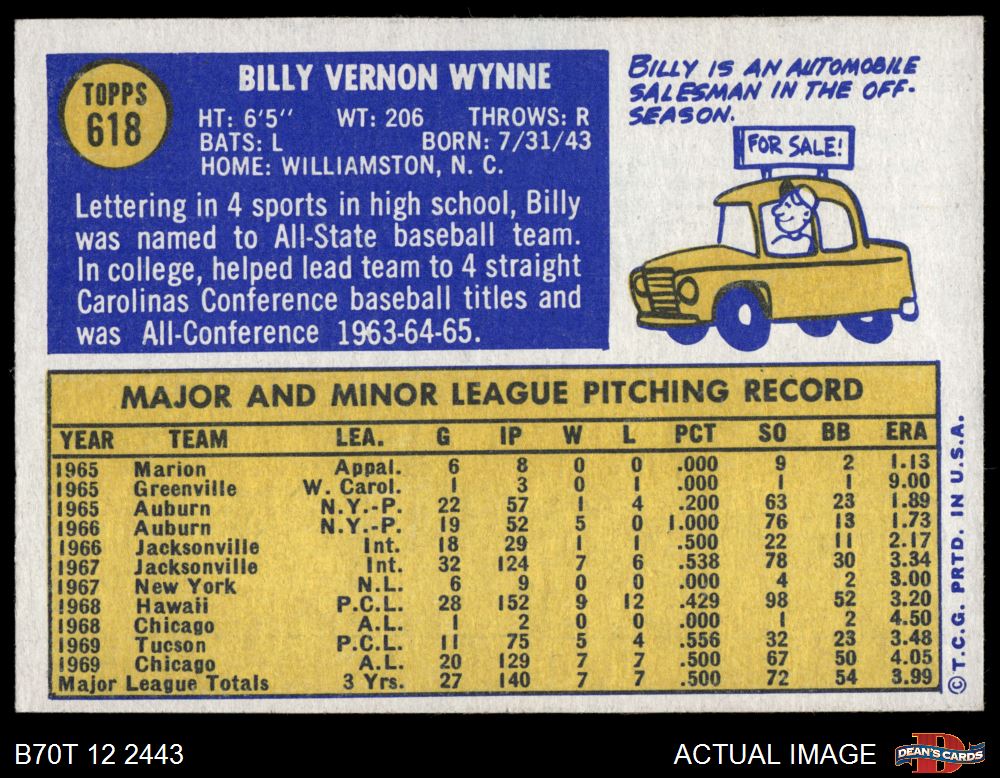 TOPPS
618
BILLY VERNON WYNNE
HT: 6'5" WT: 206 THROWS: R
BATS: L BORN: 7/31/43
HOME: WILLIAMSTON, N. C.
Lettering in 4 sports in high school, Billy
was named to All-State baseball team.
In college, helped lead team to 4 straight
Carolinas Conference baseball titles and
was All-Conference 1963-64-65.
BILLY IS AN AUTOMOBILE
SALESMAN IN THE OFF-
SEASON.
FOR SALE!
MAJOR AND MINOR LEAGUE PITCHING RECORD
YEAR TEAM LEA. G IP W L PCT SO BB ERA
1965 Marion Appal. 6 8 0 0 .000 9 2 1.13
1965 Greenville W. Carol. 1 3 0 1 .000 1 1 9.00
1965 Auburn N.Y.-P. 22 57 1 4 .200 63 23 1.89
1966 Auburn N.Y.-P. 19 52 5 0 1.000 76 13 1.73
1966 Jacksonville Int. 18 29 1 1 .500 22 11 2.17
1967 Jacksonville Int. 32 124 7 6 .538 78 30 3.34
1967 New York N.L. 6 9 0 0 .000 4 2 3.00
1968 Hawaii P.C.L. 28 152 9 12 .429 98 52 3.20
1968 Chicago A.L. 1 2 0 0 .000 1 2 4.50
1969 Tucson P.C.L. 11 75 5 4 .556 32 23 3.48
1969 Chicago A.L. 20 129 7 7 .500 67 50 4.05
Major League Totals 3 Yrs. 27 140 7 7 .500 72 54 3.99
© T.C.G. PRTD. IN U.S.A.
B70T 12 2443
ACTUAL IMAGE
DEAN'S CARDS